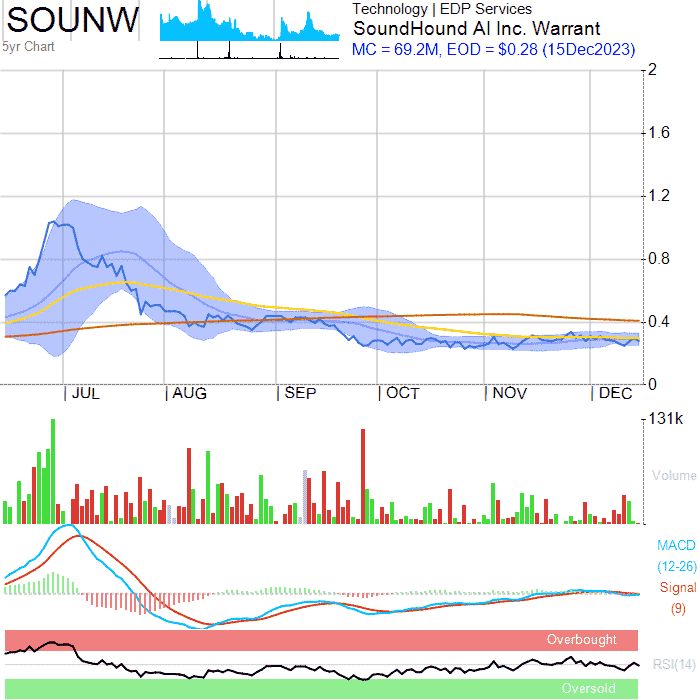 SOUNW
5yr Chart
Technology | EDP Services
SoundHound AI Inc. Warrant
MC = 69.2M, EOD = $0.28 (15Dec2023)
2
1.6
1.2
0.8
0.4
0
JUL AUG SEP OCT NOV DEC
131k
Volume
MACD
(12-26)
Signal
(9)
Overbought
RSI(14)
Oversold